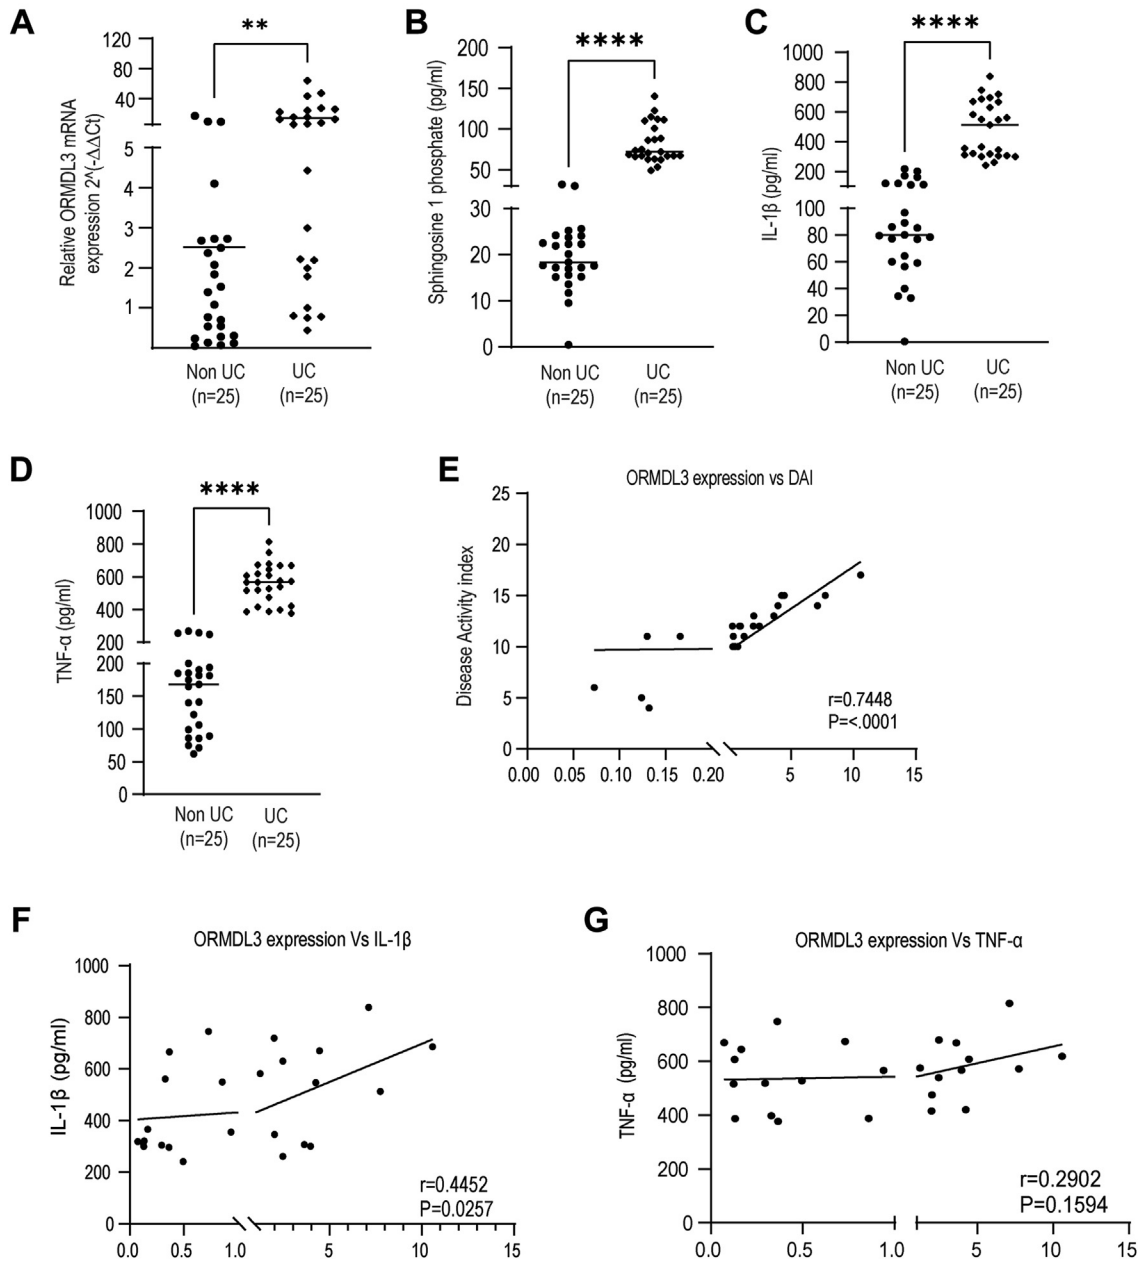 A
**
Relative ORMDL3 mRNA
expression 2^(-ΔΔCt)
120
80
40
5
4
3
2
1
Non UC
(n=25)
UC
(n=25)
B
****
Sphingosine 1 phosphate (pg/ml)
200
150
100
50
30
20
10
0
Non UC
(n=25)
UC
(n=25)
C
****
IL-1β (pg/ml)
1000
800
600
400
200
100
80
60
40
20
0
Non UC
(n=25)
UC
(n=25)
D
****
TNF-α (pg/ml)
1000
800
600
400
200
200
150
100
50
0
Non UC
(n=25)
UC
(n=25)
E
ORMDL3 expression vs DAI
Disease Activity index
25
20
15
10
5
0
r=0.7448
P=<.0001
0.00 0.05 0.10 0.15 0.20 5 10 15
F
ORMDL3 expression Vs IL-1β
IL-1β (pg/ml)
1000
800
600
400
200
0
r=0.4452
P=0.0257
0.0 0.5 1.0 5 10 15
G
ORMDL3 expression Vs TNF-α
TNF-α (pg/ml)
1000
800
600
400
200
0
r=0.2902
P=0.1594
0.0 0.5 1.0 5 10 15